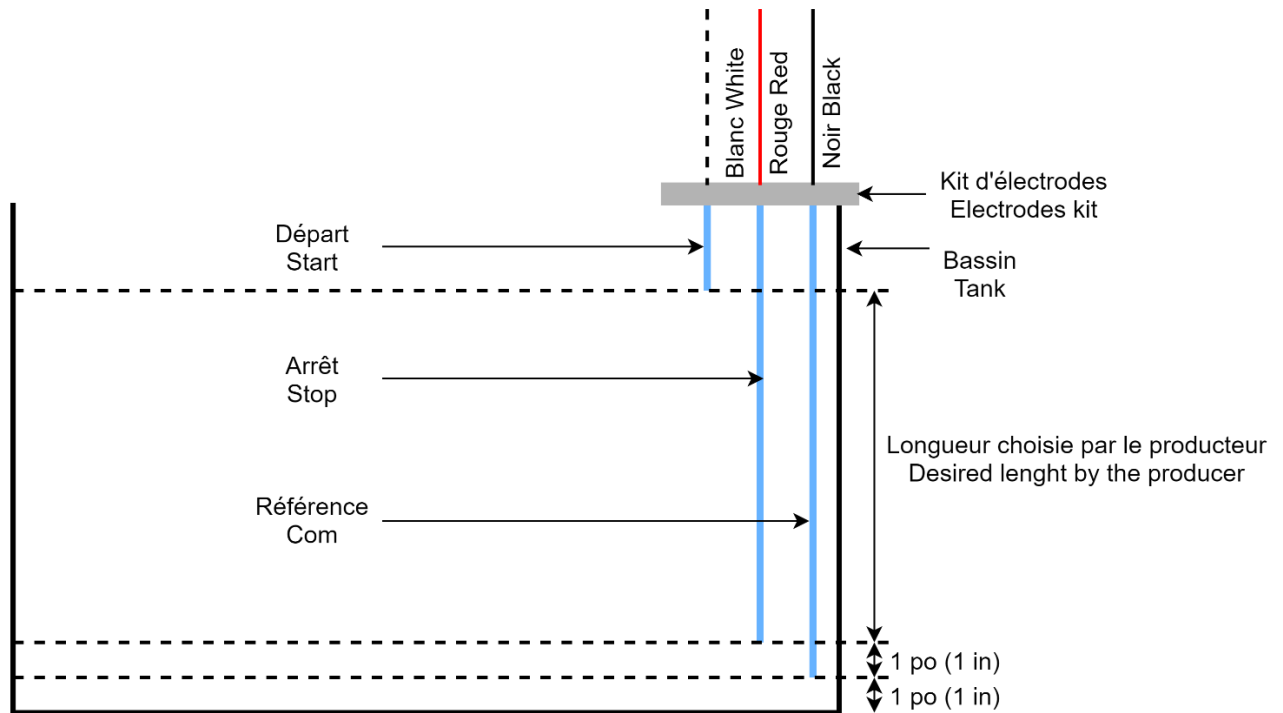 Blanc White
Rouge Red
Noir Black
Kit d'électrodes
Electrodes kit
Départ
Start
Bassin
Tank
Arrêt
Stop
Longueur choisie par le producteur
Desired lenght by the producer
Référence
Com
1 po (1 in)
1 po (1 in)